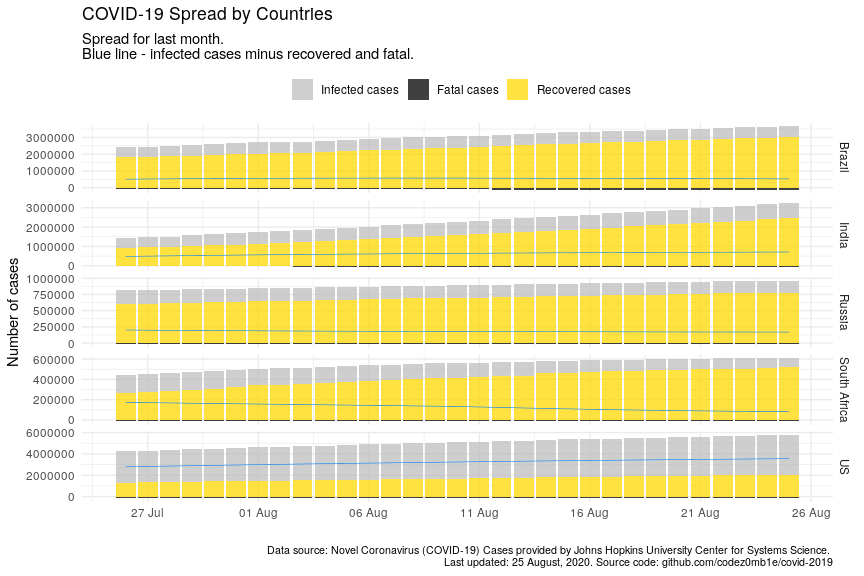 COVID-19 Spread by Countries
Spread for last month.
Blue line - infected cases minus recovered and fatal.
Infected cases
Fatal cases
Recovered cases
Number of cases
3000000
2000000
1000000
0
Brazil
3000000
2000000
1000000
0
India
1000000
750000
500000
250000
0
Russia
600000
400000
200000
0
South Africa
6000000
4000000
2000000
0
US
27 Jul
01 Aug
06 Aug
11 Aug
16 Aug
21 Aug
26 Aug
Data source: Novel Coronavirus (COVID-19) Cases provided by Johns Hopkins University Center for Systems Science.
Last updated: 25 August, 2020. Source code: github.com/codez0mb1e/covid-2019